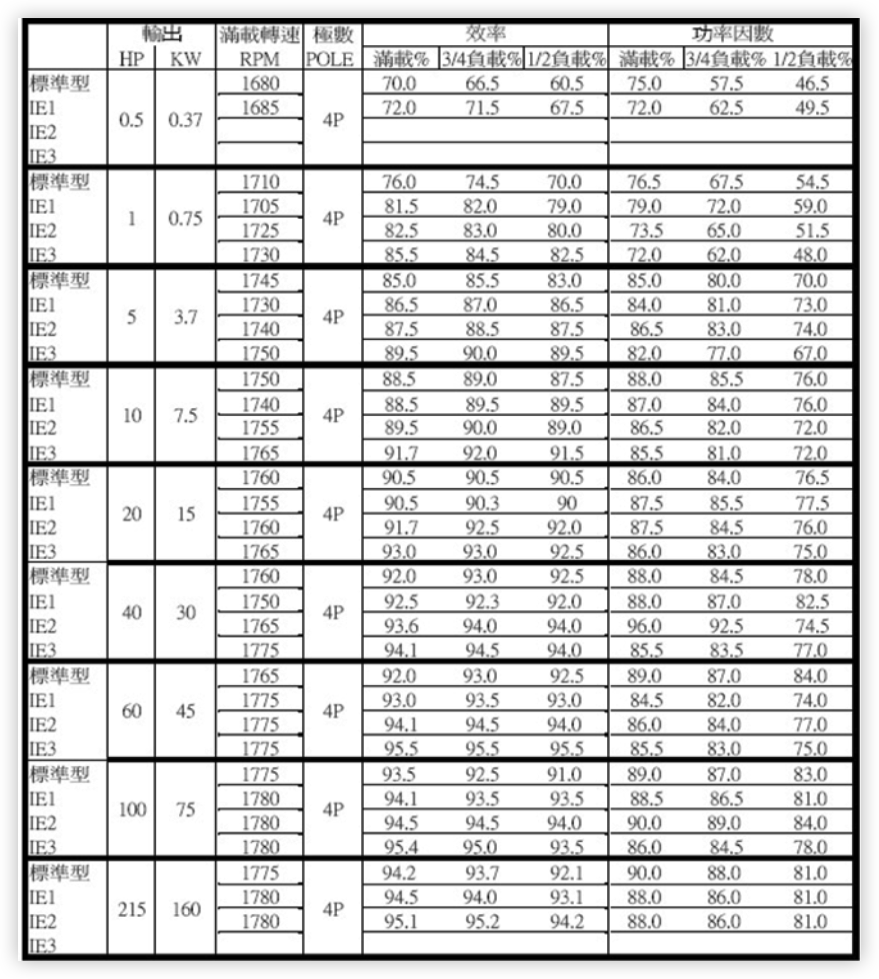 輸出 滿載轉速 極數 效率 功率因數
HP KW RPM POLE 滿載% 3/4負載% 1/2負載% 滿載% 3/4負載% 1/2負載%
標準型 1680 70.0 66.5 60.5 75.0 57.5 46.5
IE1 1685 72.0 71.5 67.5 72.0 62.5 49.5
0.5 0.37 4P
IE2
IE3
標準型 1710 76.0 74.5 70.0 76.5 67.5 54.5
IE1 1705 81.5 82.0 79.0 79.0 72.0 59.0
1 0.75 4P
IE2 1725 82.5 83.0 80.0 73.5 65.0 51.5
IE3 1730 85.5 84.5 82.5 72.0 62.0 48.0
標準型 1745 85.0 85.5 83.0 85.0 80.0 70.0
IE1 1730 86.5 87.0 86.5 84.0 81.0 73.0
5 3.7 4P
IE2 1740 87.5 88.5 87.5 86.5 83.0 74.0
IE3 1750 89.5 90.0 89.5 82.0 77.0 67.0
標準型 1750 88.5 89.0 87.5 88.0 85.5 76.0
IE1 1740 88.5 89.5 89.5 87.0 84.0 76.0
10 7.5 4P
IE2 1755 89.5 90.0 89.0 86.5 82.0 72.0
IE3 1765 91.7 92.0 91.5 85.5 81.0 72.0
標準型 1760 90.5 90.5 90.5 86.0 84.0 76.5
IE1 1755 90.5 90.3 90 87.5 85.5 77.5
20 15 4P
IE2 1760 91.7 92.5 92.0 87.5 84.5 76.0
IE3 1765 93.0 93.0 92.5 86.0 83.0 75.0
標準型 1760 92.0 93.0 92.5 88.0 84.5 78.0
IE1 1750 92.5 92.3 92.0 88.0 87.0 82.5
40 30 4P
IE2 1765 93.6 94.0 94.0 96.0 92.5 74.5
IE3 1775 94.1 94.5 94.0 85.5 83.5 77.0
標準型 1765 92.0 93.0 92.5 89.0 87.0 84.0
IE1 1775 93.0 93.5 93.0 84.5 82.0 74.0
60 45 4P
IE2 1775 94.1 94.5 94.0 86.0 84.0 77.0
IE3 1775 95.5 95.5 95.5 85.5 83.0 75.0
標準型 1775 93.5 92.5 91.0 89.0 87.0 83.0
IE1 1780 94.1 93.5 93.5 88.5 86.5 81.0
100 75 4P
IE2 1780 94.5 94.5 94.0 90.0 89.0 84.0
IE3 1780 95.4 95.0 93.5 86.0 84.5 78.0
標準型 1775 94.2 93.7 92.1 90.0 88.0 81.0
IE1 1780 94.5 94.0 93.1 88.0 86.0 81.0
215 160 4P
IE2 1780 95.1 95.2 94.2 88.0 86.0 81.0
IE3